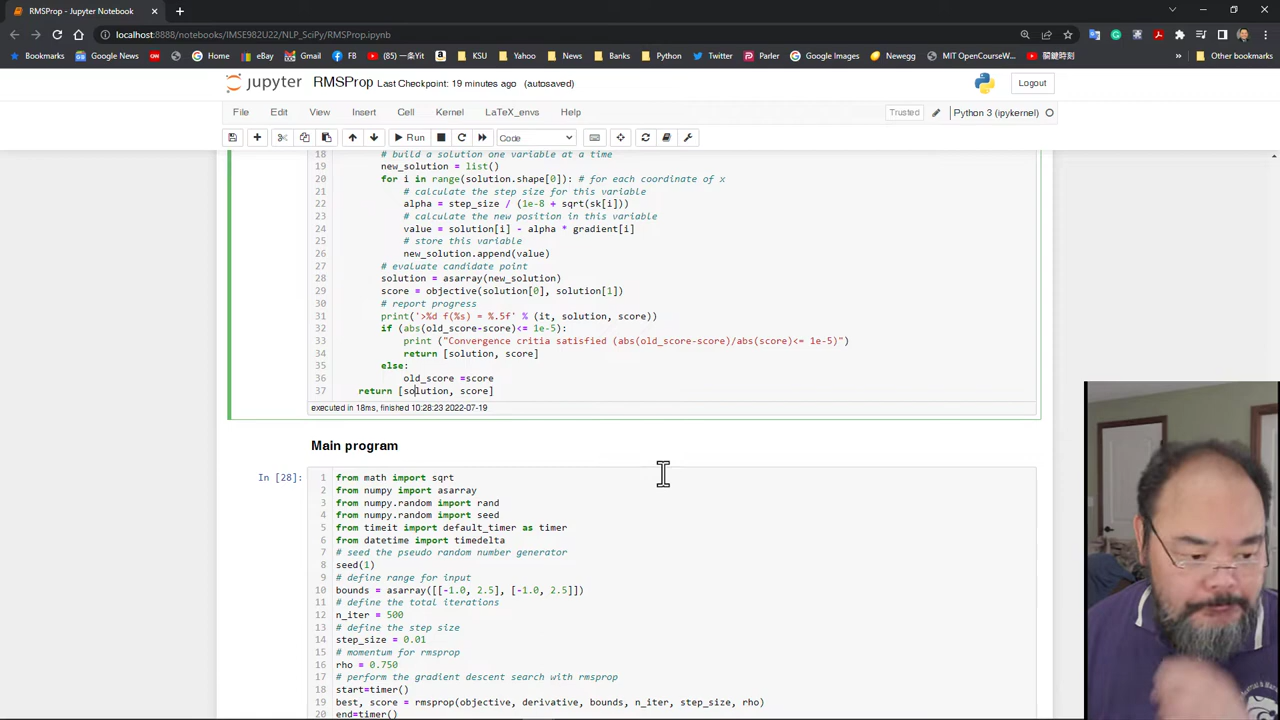 RMSProp - Jupyter Notebook
localhost:8888/notebooks/IMSE982U22/NLP_SciPy/RMSProp.ipynb
Bookmarks Google News Home eBay FB (85) 一条Yit KSU Yahoo News Banks Python Twitter Parler Google Images Newegg MIT OpenCourseW... 關鍵時刻 Other bookmarks
jupyter RMSProp Last Checkpoint: 19 minutes ago (autosaved) Logout
File Edit View Insert Cell Kernel LaTeX_envs Help Trusted Python 3 (ipykernel)
Run Code
18 # build a solution one variable at a time
19 new_solution = list()
20 for i in range(solution.shape[0]): # for each coordinate of x
21 # calculate the step size for this variable
22 alpha = step_size / (1e-8 + sqrt(sk[i]))
23 # calculate the new position in this variable
24 value = solution[i] - alpha * gradient[i]
25 # store this variable
26 new_solution.append(value)
27 # evaluate candidate point
28 solution = asarray(new_solution)
29 score = objective(solution[0], solution[1])
30 # report progress
31 print('>%d f(%s) = %.5f' % (it, solution, score))
32 if (abs(old_score-score)<= 1e-5):
33 print ("Convergence critia satisfied (abs(old_score-score)/abs(score)<= 1e-5)")
34 return [solution, score]
35 else:
36 old_score =score
37 return [solution, score]
executed in 18ms, finished 10:28:23 2022-07-19
Main program
In [28]:
1 from math import sqrt
2 from numpy import asarray
3 from numpy.random import rand
4 from numpy.random import seed
5 from timeit import default_timer as timer
6 from datetime import timedelta
7 # seed the pseudo random number generator
8 seed(1)
9 # define range for input
10 bounds = asarray([[-1.0, 2.5], [-1.0, 2.5]])
11 # define the total iterations
12 n_iter = 500
13 # define the step size
14 step_size = 0.01
15 # momentum for rmsprop
16 rho = 0.750
17 # perform the gradient descent search with rmsprop
18 start=timer()
19 best, score = rmsprop(objective, derivative, bounds, n_iter, step_size, rho)
20 end=timer()